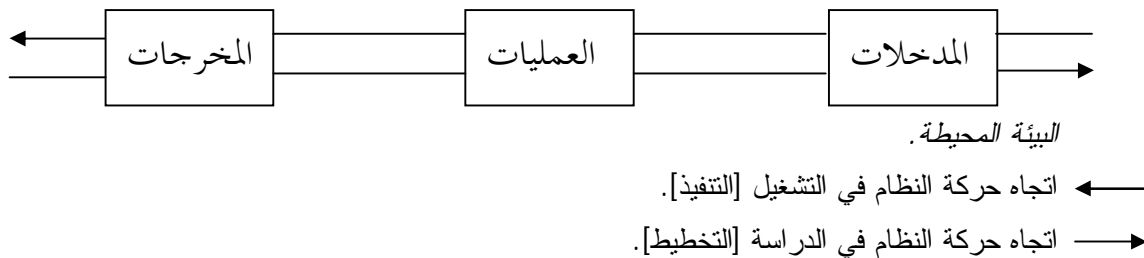 المدخلات العمليات المخرجات
البيئة المحيطة.
اتجاه حركة النظام في التشغيل [التنفيذ].
اتجاه حركة النظام في الدراسة [التخطيط].